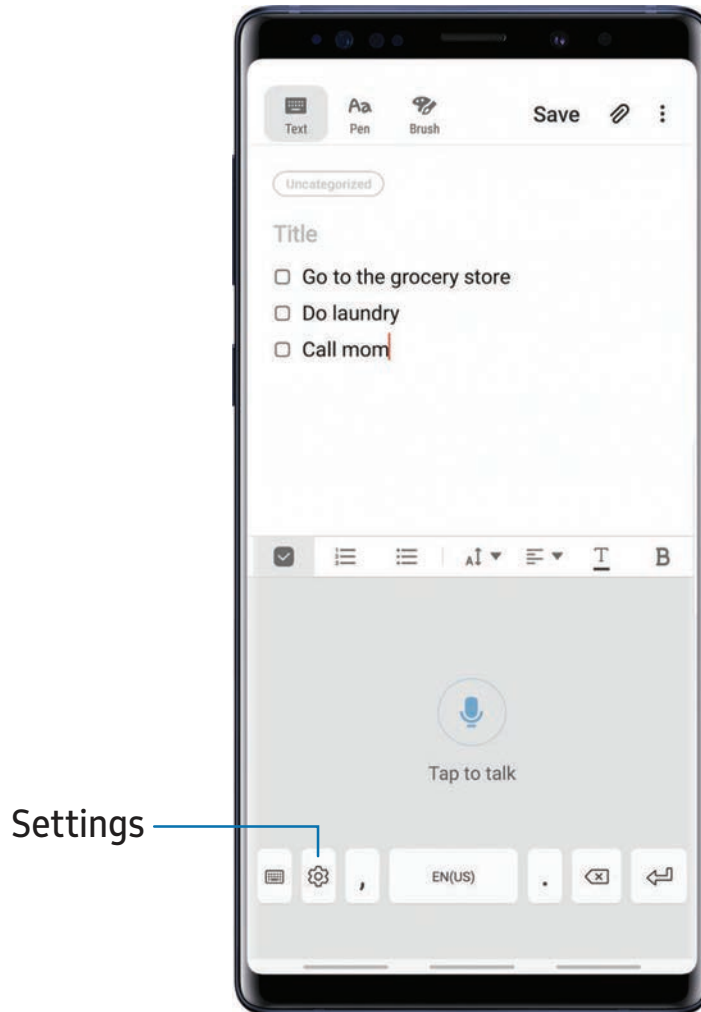 Text
Aa
Pen
Brush
Save
Uncategorized
Title
Go to the grocery store
Do laundry
Call mom
A
T
B
Tap to talk
Settings
,
EN(US)
.